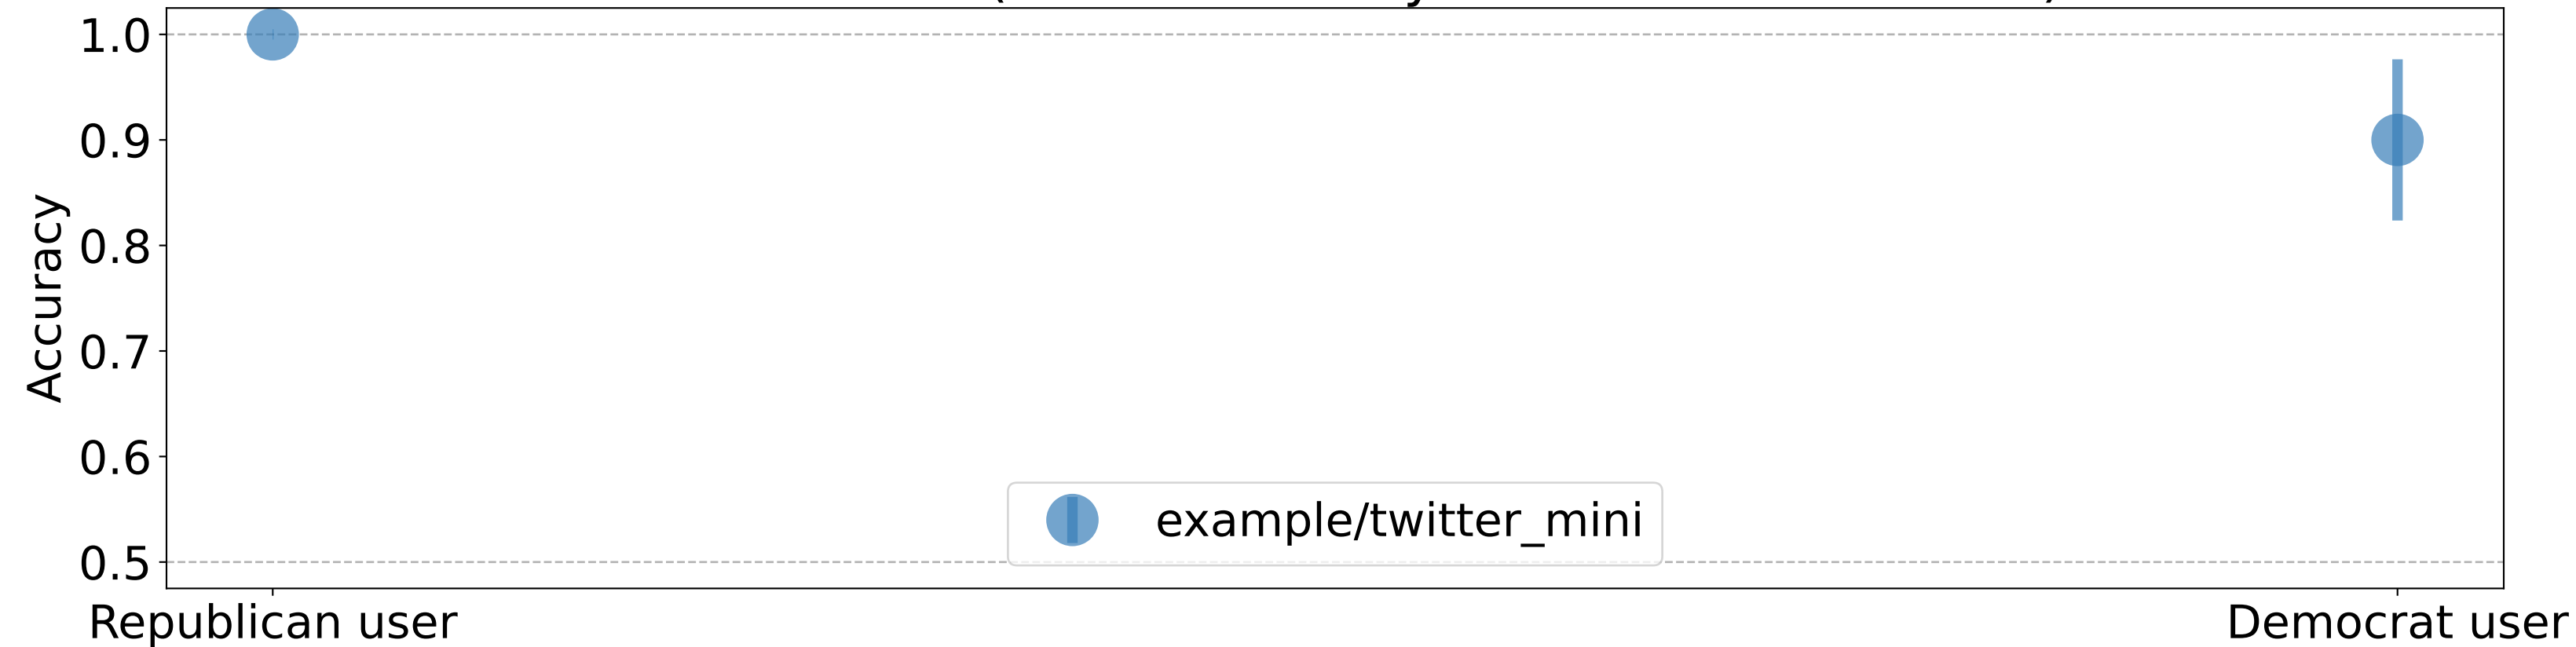 1.0
0.9
0.8
0.7
0.6
0.5
Accuracy
example/twitter_mini
Republican user
Democrat user